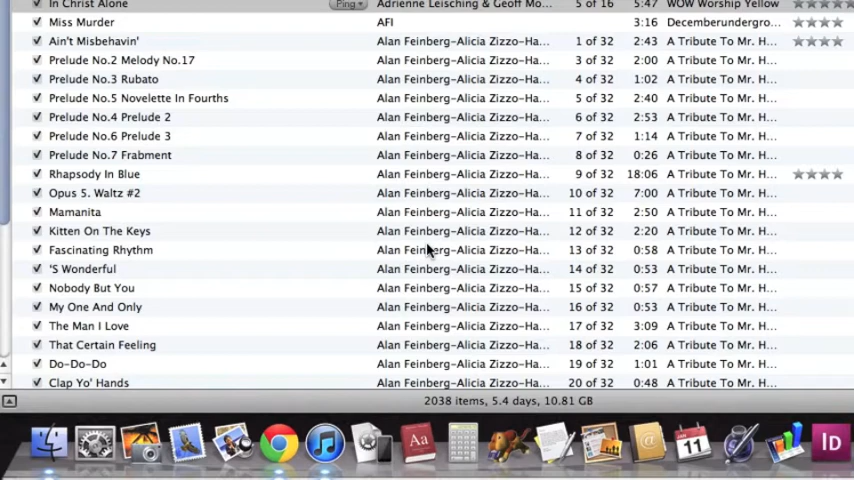 In Christ Alone Ping Adrienne Leisching & Geoff Mo... 5 of 16 5:47 WOW Worship Yellow
Miss Murder AFI 3:16 Decemberundergro...
Ain't Misbehavin' Alan Feinberg-Alicia Zizzo-Ha... 1 of 32 2:43 A Tribute To Mr. H...
Prelude No.2 Melody No.17 Alan Feinberg-Alicia Zizzo-Ha... 3 of 32 2:00 A Tribute To Mr. H...
Prelude No.3 Rubato Alan Feinberg-Alicia Zizzo-Ha... 4 of 32 1:02 A Tribute To Mr. H...
Prelude No.5 Novelette In Fourths Alan Feinberg-Alicia Zizzo-Ha... 5 of 32 2:40 A Tribute To Mr. H...
Prelude No.4 Prelude 2 Alan Feinberg-Alicia Zizzo-Ha... 6 of 32 2:53 A Tribute To Mr. H...
Prelude No.6 Prelude 3 Alan Feinberg-Alicia Zizzo-Ha... 7 of 32 1:14 A Tribute To Mr. H...
Prelude No.7 Frabment Alan Feinberg-Alicia Zizzo-Ha... 8 of 32 0:26 A Tribute To Mr. H...
Rhapsody In Blue Alan Feinberg-Alicia Zizzo-Ha... 9 of 32 18:06 A Tribute To Mr. H...
Opus 5. Waltz #2 Alan Feinberg-Alicia Zizzo-Ha... 10 of 32 7:00 A Tribute To Mr. H...
Mamanita Alan Feinberg-Alicia Zizzo-Ha... 11 of 32 2:50 A Tribute To Mr. H...
Kitten On The Keys Alan Feinberg-Alicia Zizzo-Ha... 12 of 32 2:20 A Tribute To Mr. H...
Fascinating Rhythm Alan Feinberg-Alicia Zizzo-Ha... 13 of 32 0:58 A Tribute To Mr. H...
'S Wonderful Alan Feinberg-Alicia Zizzo-Ha... 14 of 32 0:53 A Tribute To Mr. H...
Nobody But You Alan Feinberg-Alicia Zizzo-Ha... 15 of 32 0:57 A Tribute To Mr. H...
My One And Only Alan Feinberg-Alicia Zizzo-Ha... 16 of 32 0:53 A Tribute To Mr. H...
The Man I Love Alan Feinberg-Alicia Zizzo-Ha... 17 of 32 3:09 A Tribute To Mr. H...
That Certain Feeling Alan Feinberg-Alicia Zizzo-Ha... 18 of 32 2:06 A Tribute To Mr. H...
Do-Do-Do Alan Feinberg-Alicia Zizzo-Ha... 19 of 32 1:01 A Tribute To Mr. H...
Clap Yo' Hands Alan Feinberg-Alicia Zizzo-Ha... 20 of 32 0:48 A Tribute To Mr. H...
2038 items, 5.4 days, 10.81 GB
Aa @ JAN 11 ID